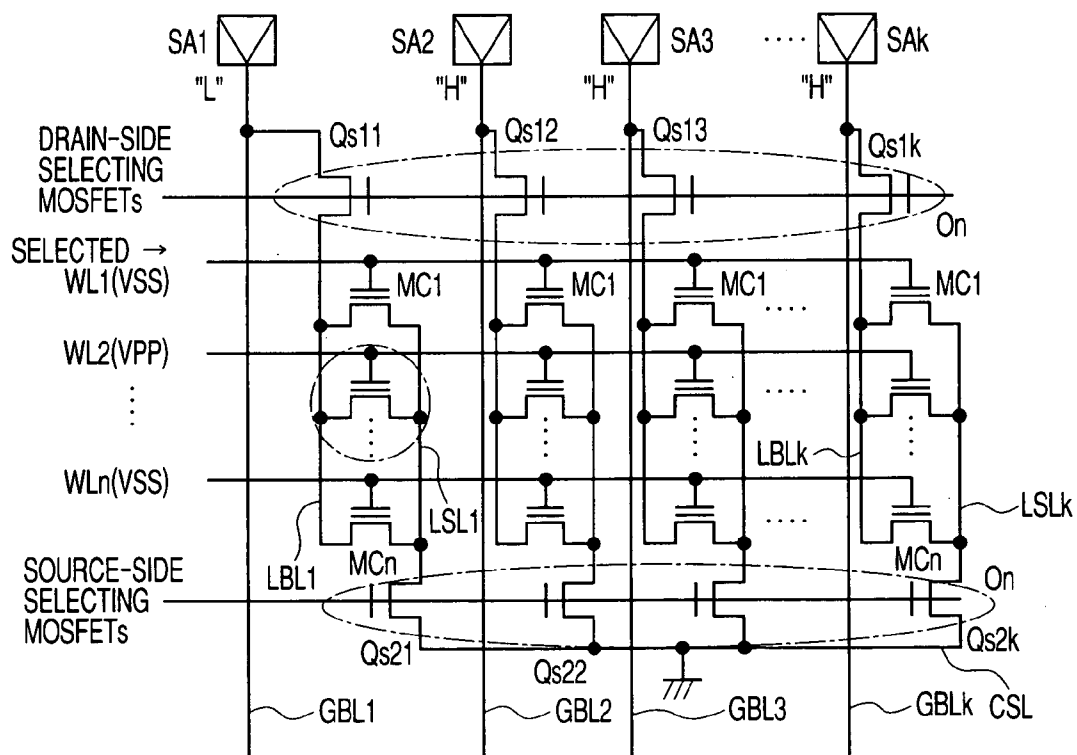 SA1 SA2 SA3 .... SAk
"L" "H" "H" "H"
DRAIN-SIDE
SELECTING
MOSFETs
Qs11 Qs12 Qs13 Qs1k
On
SELECTED →
WL1(VSS)
MC1 MC1 MC1 .... MC1
WL2(VPP)
....
LBLk
WLn(VSS)
LSL1
LSLk
LBL1
MCn MCn
SOURCE-SIDE
SELECTING
MOSFETs
On
Qs21 Qs22 Qs2k
GBL1 GBL2 GBL3 GBLk CSL